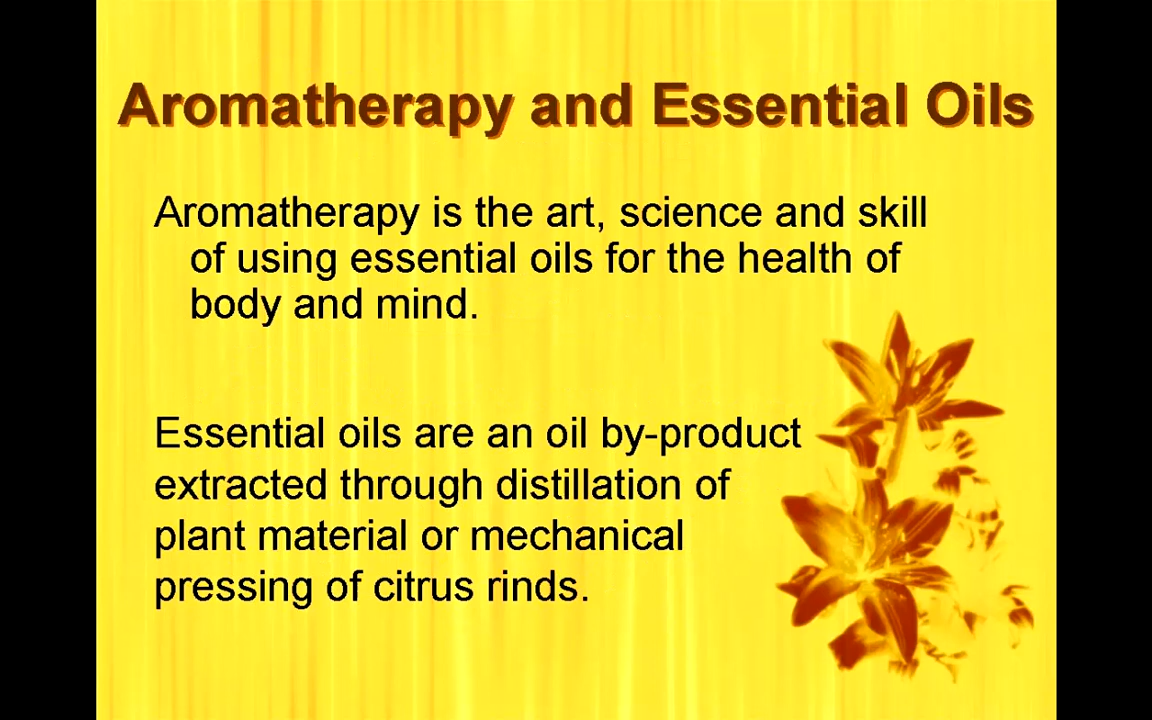 Aromatherapy and Essential Oils
Aromatherapy is the art, science and skill
of using essential oils for the health of
body and mind.
Essential oils are an oil by-product
extracted through distillation of
plant material or mechanical
pressing of citrus rinds.